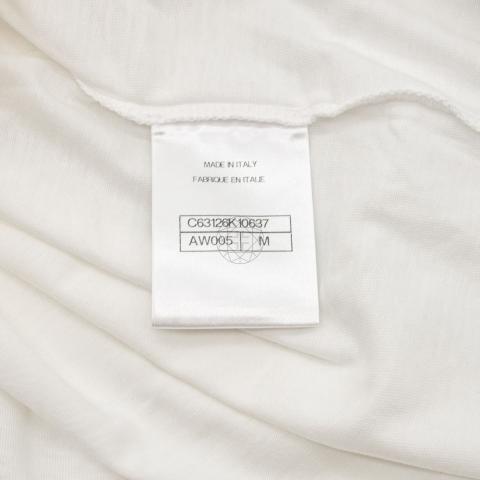 MADE IN ITALY
FABRIQUE EN ITALIE
C63126K10637
AW005 M